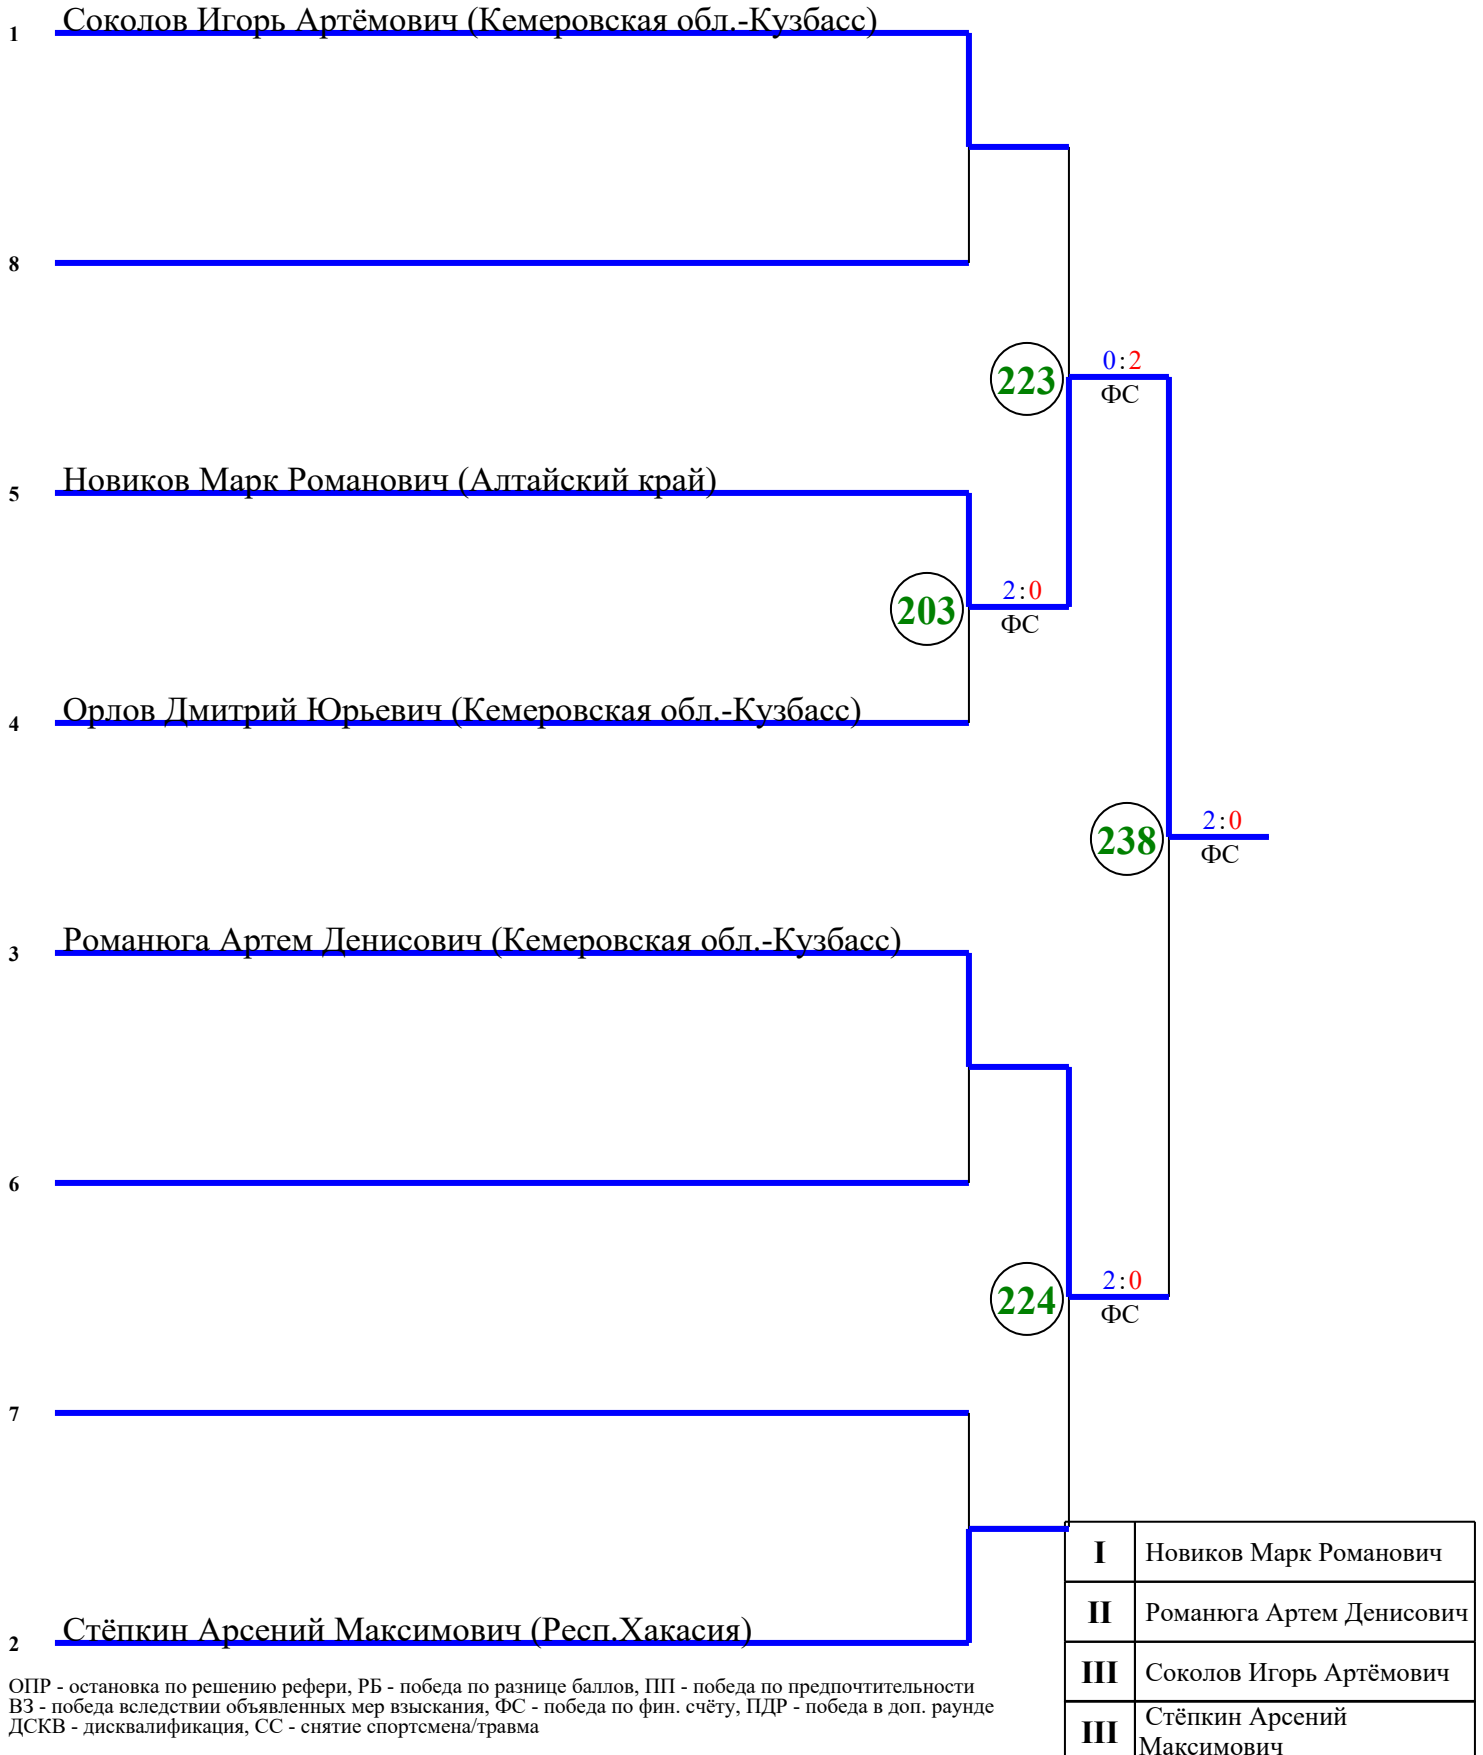 1 Соколов Игорь Артёмович (Кемеровская обл.-Кузбасс)
8
223 0:2
ФС
5 Новиков Марк Романович (Алтайский край)
203 2:0
ФС
4 Орлов Дмитрий Юрьевич (Кемеровская обл.-Кузбасс)
238 2:0
ФС
3 Романюга Артем Денисович (Кемеровская обл.-Кузбасс)
6
224 2:0
ФС
7
I Новиков Марк Романович
II Романюга Артем Денисович
2 Стёпкин Арсений Максимович (Респ.Хакасия)
III Соколов Игорь Артёмович
III Стёпкин Арсений
Максимович
ОПР - остановка по решению рефери, РБ - победа по разнице баллов, ПП - победа по предпочтительности
ВЗ - победа вследствии объявленных мер взыскания, ФС - победа по фин. счёту, ПДР - победа в доп. раунде
ДСКВ - дисквалификация, СС - снятие спортсмена/травма